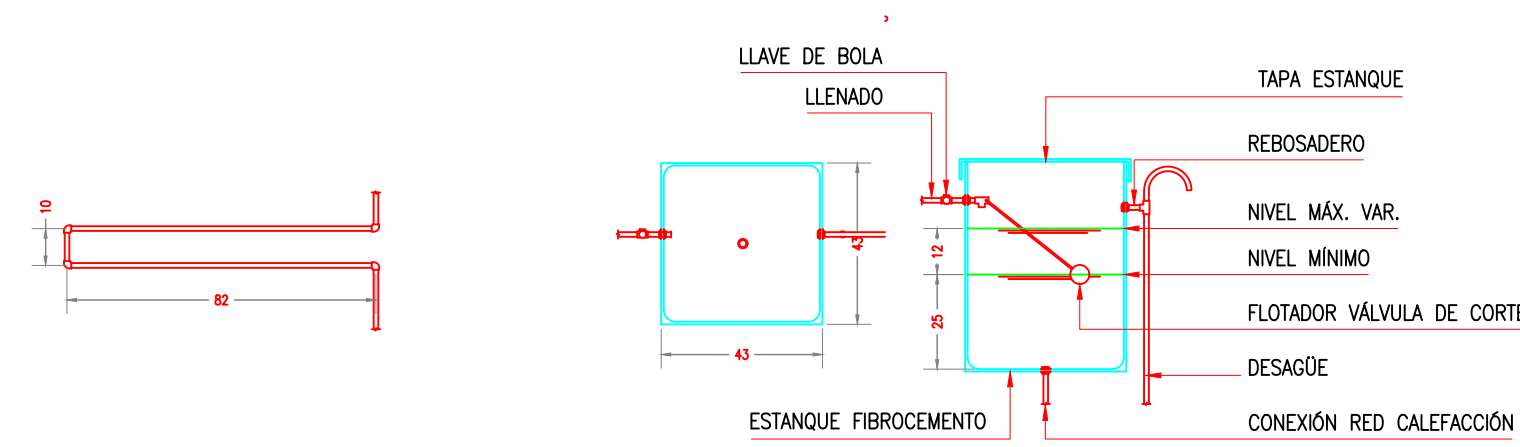 LLAVE DE BOLA
LLENADO
TAPA ESTANQUE
REBOSADERO
NIVEL MÁX. VAR.
NIVEL MÍNIMO
FLOTADOR VÁLVULA DE CORTE
DESAGÜE
CONEXIÓN RED CALEFACCIÓN
ESTANQUE FIBROCEMENTO
10
82
43
43
12
25